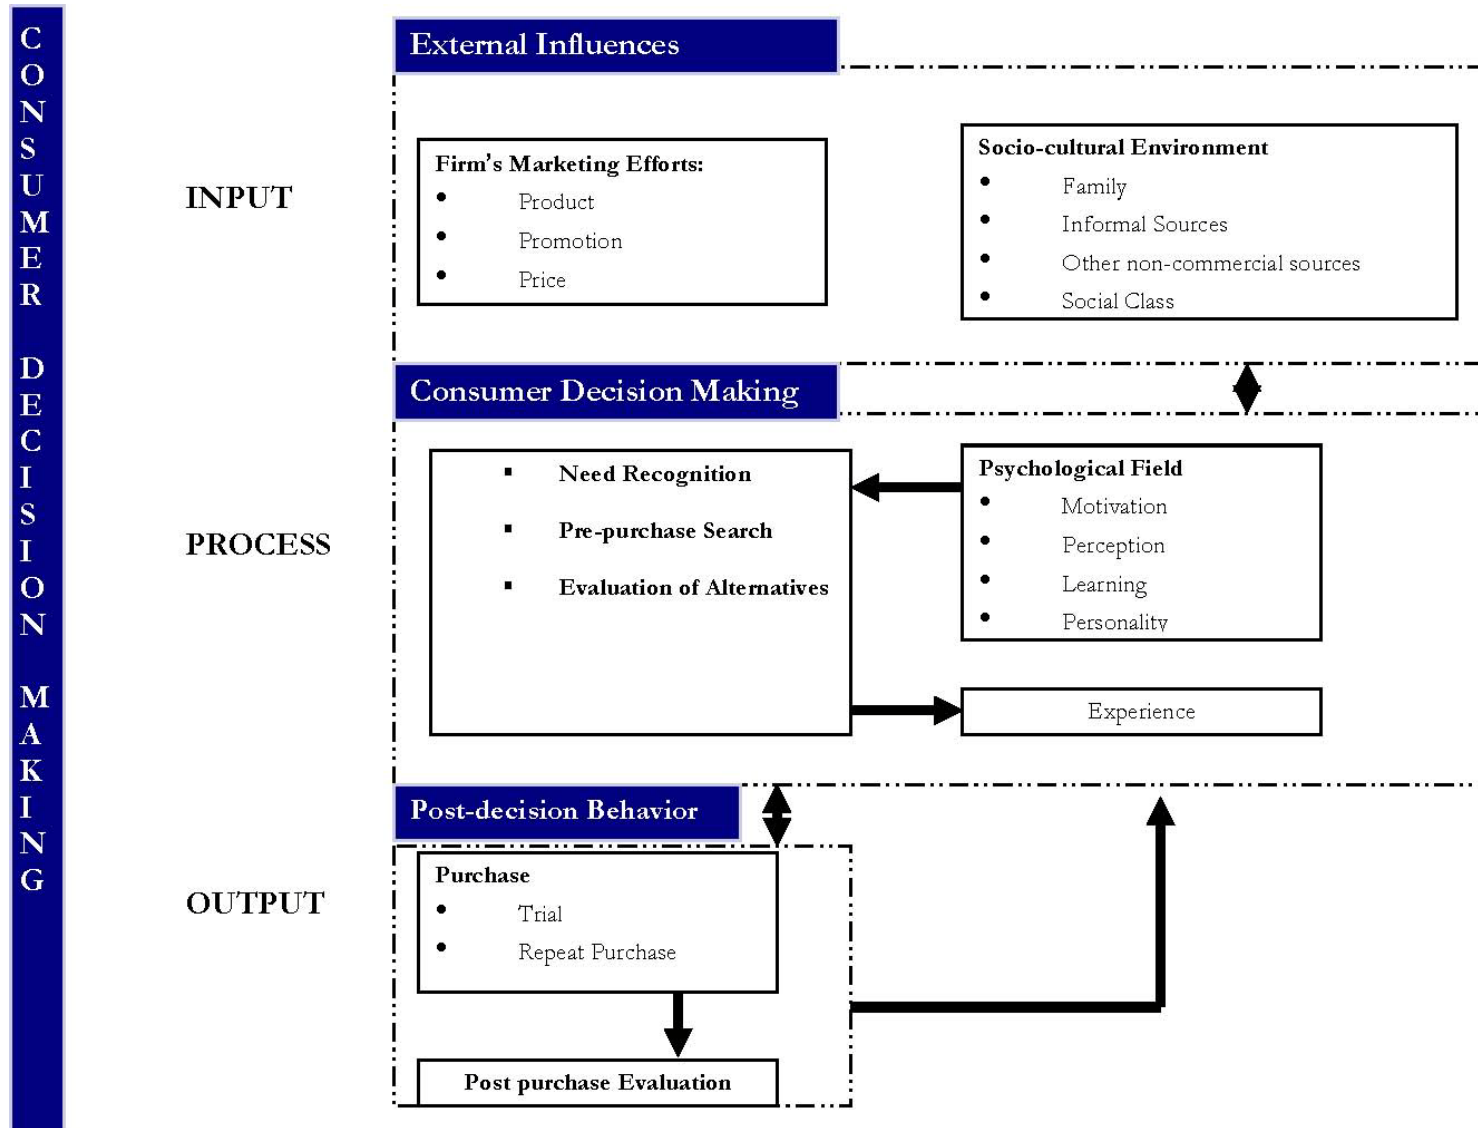 CONSUMER DECISION MAKING
External Influences
INPUT
Firm's Marketing Efforts:
• Product
• Promotion
• Price
Socio-cultural Environment
• Family
• Informal Sources
• Other non-commercial sources
• Social Class
Consumer Decision Making
PROCESS
▪ Need Recognition
▪ Pre-purchase Search
▪ Evaluation of Alternatives
Psychological Field
• Motivation
• Perception
• Learning
• Personality
Experience
Post-decision Behavior
OUTPUT
Purchase
• Trial
• Repeat Purchase
Post purchase Evaluation